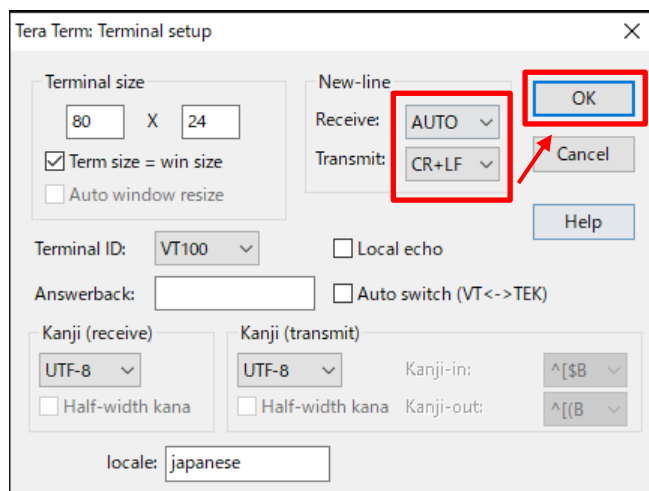 Tera Term: Terminal setup
Terminal size
80 X 24
Term size = win size
Auto window resize
New-line
Receive: AUTO
Transmit: CR+LF
OK
Cancel
Help
Terminal ID: VT100
Local echo
Answerback:
Auto switch (VT<->TEK)
Kanji (receive)
UTF-8
Half-width kana
Kanji (transmit)
UTF-8
Half-width kana
Kanji-in: ^[$B
Kanji-out: ^[(B
locale: japanese